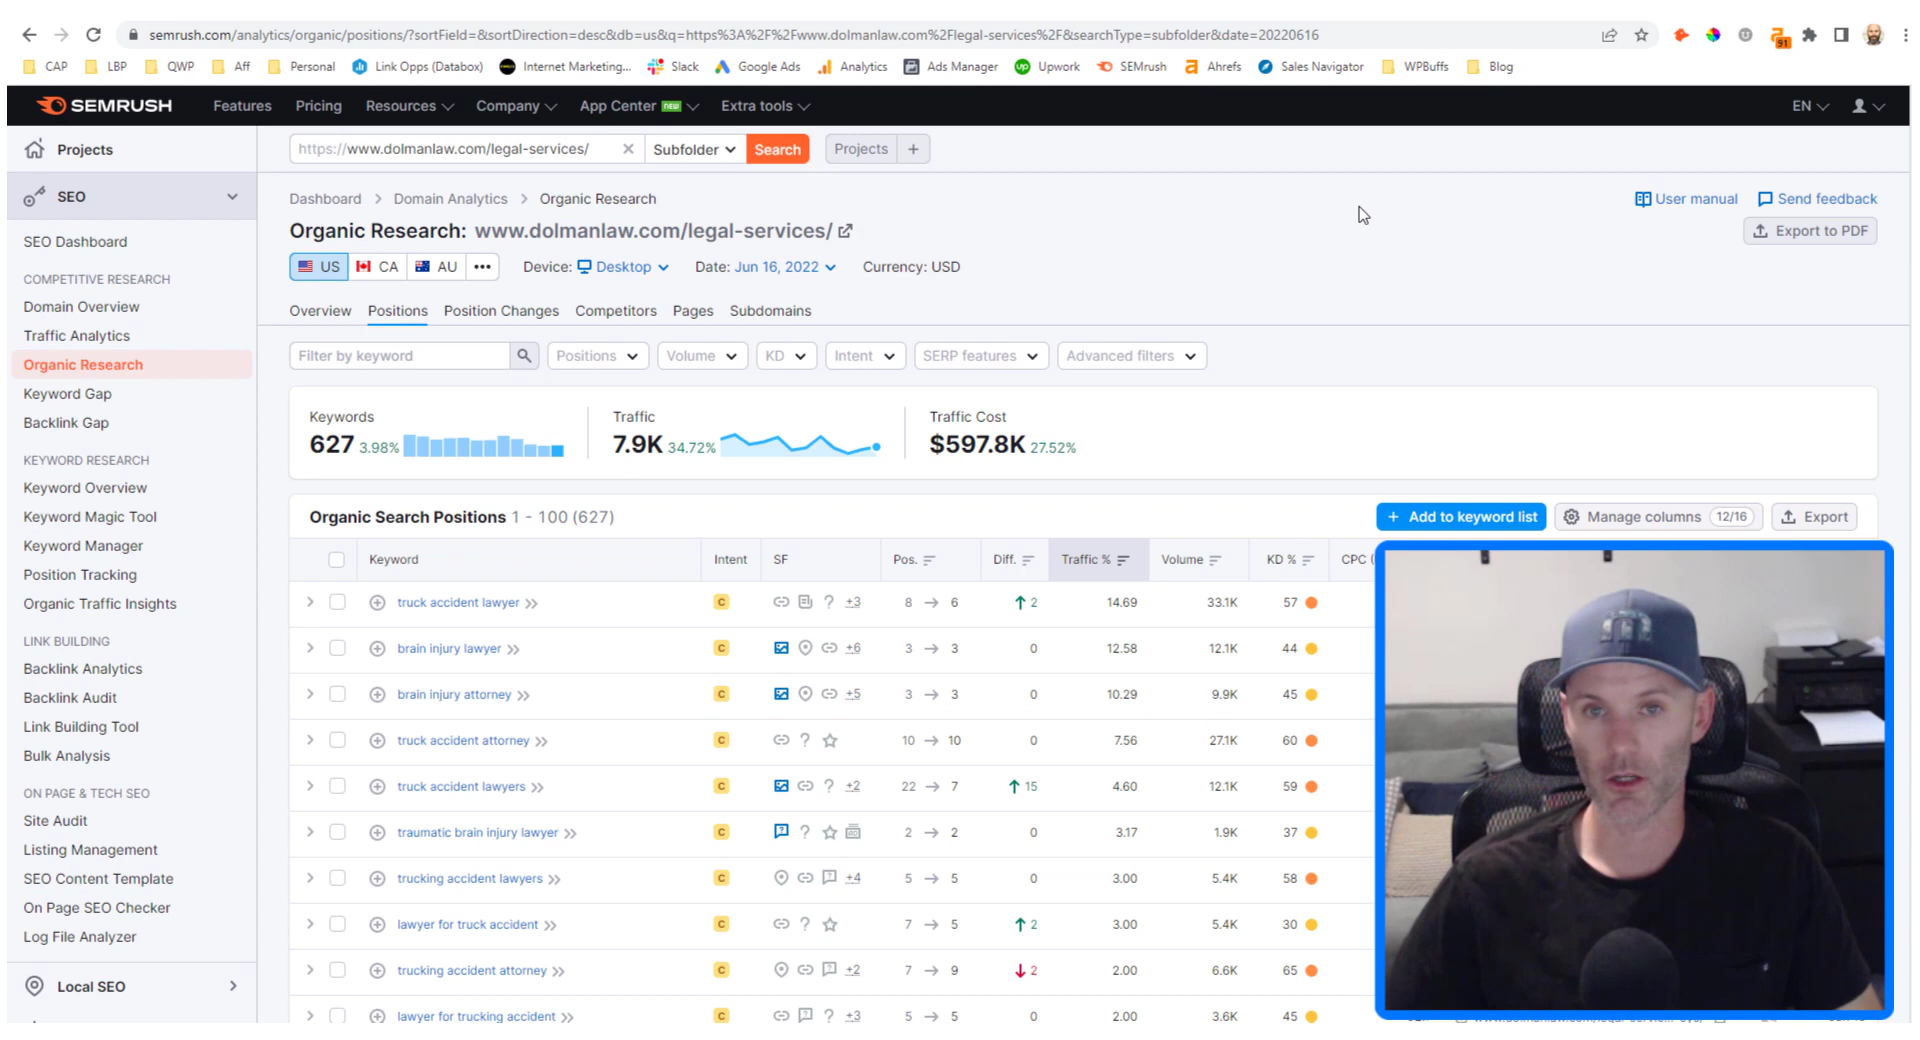 semrush.com/analytics/organic/positions/?sortField=&sortDirection=desc&db=us&q=https%3A%2F%2Fwww.dolmanlaw.com%2Flegal-services%2F&searchType=subfolder&date=20220616
91
CAP LBP QWP Aff Personal Link Opps (Databox) Internet Marketing... Slack Google Ads Analytics Ads Manager Upwork SEMrush Ahrefs Sales Navigator WPBuffs Blog
SEMRUSH Features Pricing Resources Company App Center NEW Extra tools EN
Projects
https://www.dolmanlaw.com/legal-services/ Subfolder Search Projects +
SEO
Dashboard > Domain Analytics > Organic Research User manual Send feedback
Organic Research: www.dolmanlaw.com/legal-services/ Export to PDF
SEO Dashboard
US CA AU ••• Device: Desktop Date: Jun 16, 2022 Currency: USD
COMPETITIVE RESEARCH
Domain Overview
Overview Positions Position Changes Competitors Pages Subdomains
Traffic Analytics
Filter by keyword Positions Volume KD Intent SERP features Advanced filters
Organic Research
Keyword Gap
Keywords Traffic Traffic Cost
Backlink Gap
627 3.98% 7.9K 34.72% $597.8K 27.52%
KEYWORD RESEARCH
Keyword Overview
Keyword Magic Tool
Organic Search Positions 1 - 100 (627) + Add to keyword list Manage columns 12/16 Export
Keyword Manager
Keyword Intent SF Pos. Diff. Traffic % Volume KD % CPC (
Position Tracking
Organic Traffic Insights
truck accident lawyer C +3 8 → 6 ↑ 2 14.69 33.1K 57
LINK BUILDING
brain injury lawyer C +6 3 → 3 0 12.58 12.1K 44
Backlink Analytics
brain injury attorney C +5 3 → 3 0 10.29 9.9K 45
Backlink Audit
Link Building Tool
truck accident attorney C 10 → 10 0 7.56 27.1K 60
Bulk Analysis
truck accident lawyers C +2 22 → 7 ↑ 15 4.60 12.1K 59
ON PAGE & TECH SEO
Site Audit
traumatic brain injury lawyer C 2 → 2 0 3.17 1.9K 37
Listing Management
trucking accident lawyers C +4 5 → 5 0 3.00 5.4K 58
SEO Content Template
On Page SEO Checker
lawyer for truck accident C 7 → 5 ↑ 2 3.00 5.4K 30
Log File Analyzer
trucking accident attorney C +2 7 → 9 ↓ 2 2.00 6.6K 65
Local SEO
lawyer for trucking accident C +3 5 → 5 0 2.00 3.6K 45